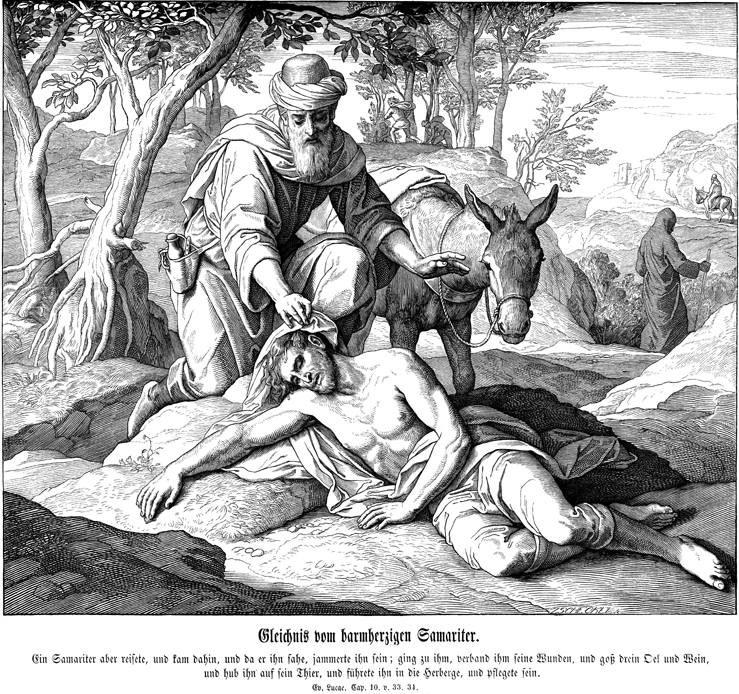 Gleichnis vom barmherzigen Samariter.
Ein Samariter aber reisete, und kam dahin, und da er ihn sahe, jammerte ihn sein; ging zu ihm, verband ihm seine Wunden, und goß drein Oel und Wein,
und hub ihn auf sein Thier, und führete ihn in die Herberge, und pflegete sein.
Ev. Lucae, Cap. 10. v. 33. 34.